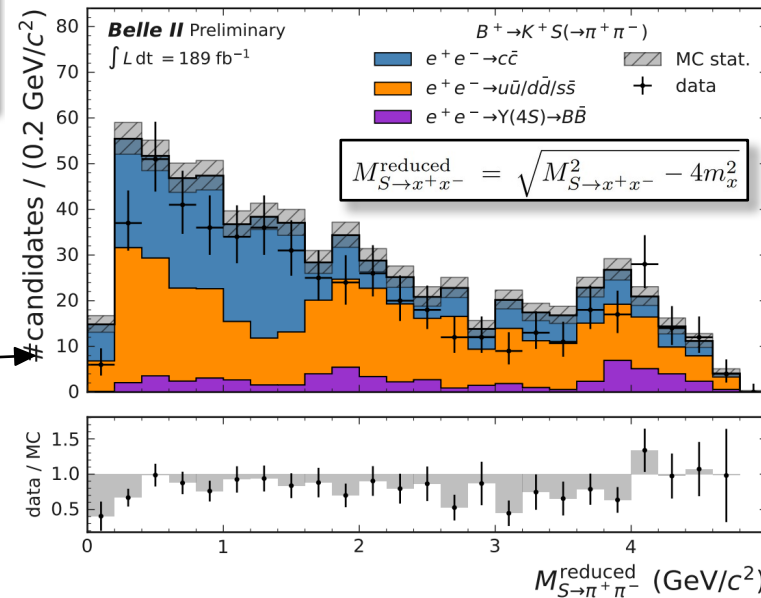 Belle II Preliminary
∫ L dt = 189 fb⁻¹
B⁺→K⁺S(→π⁺π⁻)
e⁺e⁻→cc̄
e⁺e⁻→uū/dd̄/ss̄
e⁺e⁻→Υ(4S)→BB̄
MC stat.
data
M^reduced_{S→x⁺x⁻} = √(M²_{S→x⁺x⁻} − 4m²_x)
#candidates / (0.2 GeV/c²)
80
70
60
50
40
30
20
10
0
data / MC
1.5
1.0
0.5
0 1 2 3 4
M^reduced_{S→π⁺π⁻} (GeV/c²)